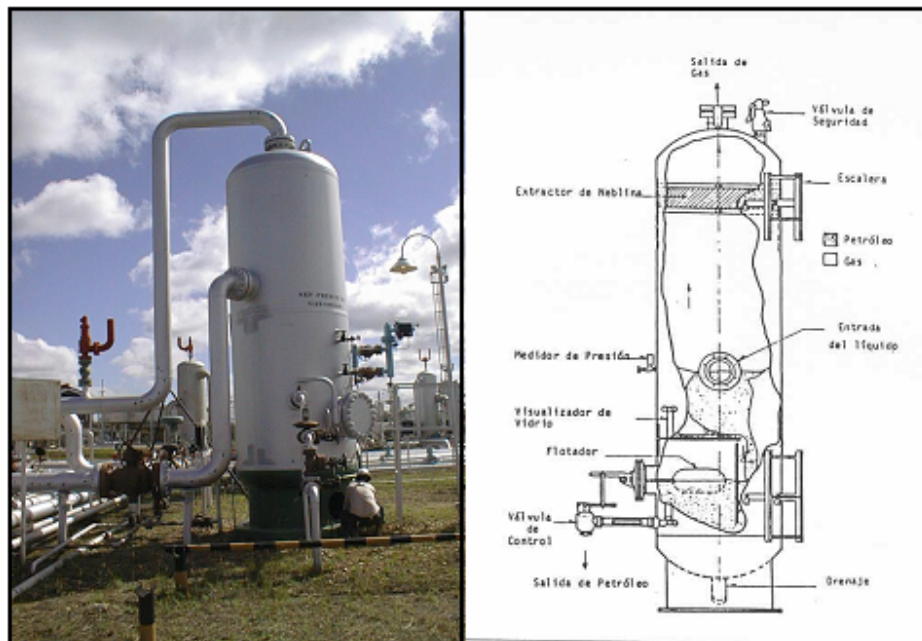 Salida de
Gas
Válvula de
Seguridad
Extractor de Neblina
Escalera
Petróleo
Gas
Entrada
del líquido
Medidor de Presión
Visualizador de
Vidrio
Flotador
Válvula
de
Control
Salida de Petróleo
Drenaje